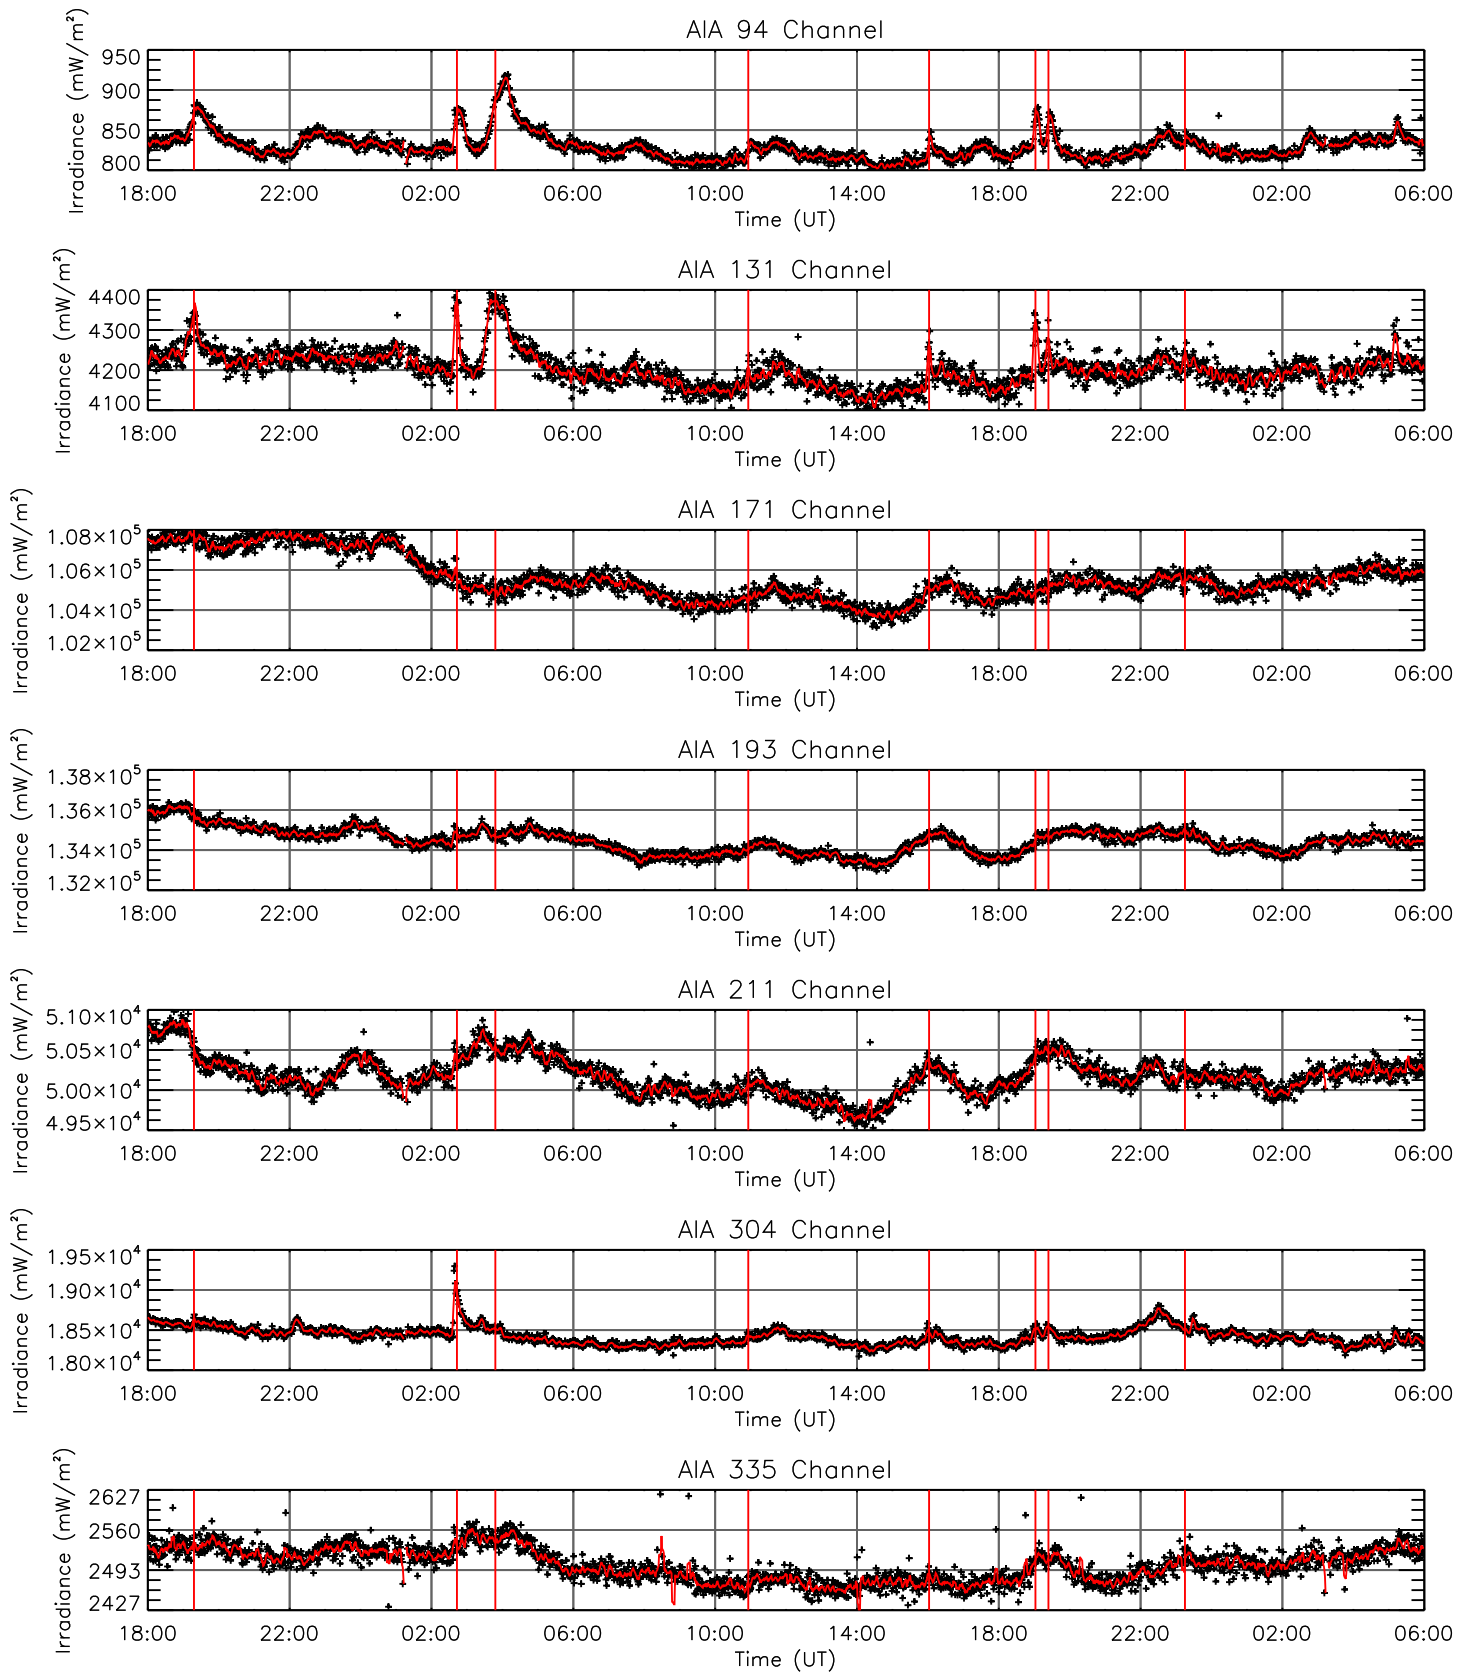 AIA 94 Channel
Irradiance (mW/m²)
950
900
850
800
18:00 22:00 02:00 06:00 10:00 14:00 18:00 22:00 02:00 06:00
Time (UT)
AIA 131 Channel
Irradiance (mW/m²)
4400
4300
4200
4100
18:00 22:00 02:00 06:00 10:00 14:00 18:00 22:00 02:00 06:00
Time (UT)
AIA 171 Channel
Irradiance (mW/m²)
1.08×10⁵
1.06×10⁵
1.04×10⁵
1.02×10⁵
18:00 22:00 02:00 06:00 10:00 14:00 18:00 22:00 02:00 06:00
Time (UT)
AIA 193 Channel
Irradiance (mW/m²)
1.38×10⁵
1.36×10⁵
1.34×10⁵
1.32×10⁵
18:00 22:00 02:00 06:00 10:00 14:00 18:00 22:00 02:00 06:00
Time (UT)
AIA 211 Channel
Irradiance (mW/m²)
5.10×10⁴
5.05×10⁴
5.00×10⁴
4.95×10⁴
18:00 22:00 02:00 06:00 10:00 14:00 18:00 22:00 02:00 06:00
Time (UT)
AIA 304 Channel
Irradiance (mW/m²)
1.95×10⁴
1.90×10⁴
1.85×10⁴
1.80×10⁴
18:00 22:00 02:00 06:00 10:00 14:00 18:00 22:00 02:00 06:00
Time (UT)
AIA 335 Channel
Irradiance (mW/m²)
2627
2560
2493
2427
18:00 22:00 02:00 06:00 10:00 14:00 18:00 22:00 02:00 06:00
Time (UT)